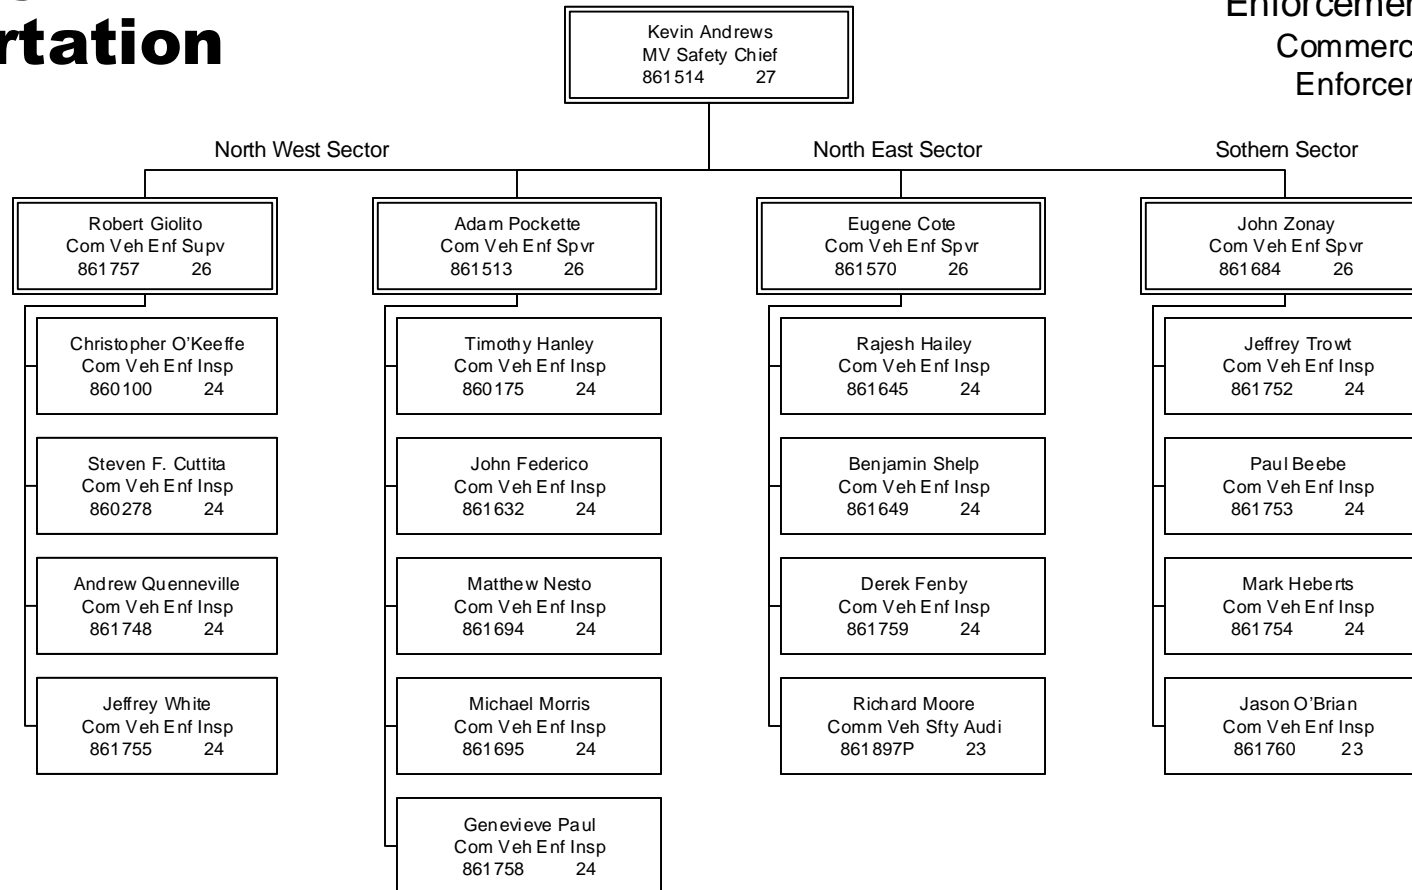 rtation
Enforcemen
Commerc
Enforcer
Kevin Andrews
MV Safety Chief
861514 27
North West Sector
North East Sector
Sothern Sector
Robert Giolito
Com Veh Enf Supv
861757 26
Adam Pockette
Com Veh Enf Spvr
861513 26
Eugene Cote
Com Veh Enf Spvr
861570 26
John Zonay
Com Veh Enf Spvr
861684 26
Christopher O'Keeffe
Com Veh Enf Insp
860100 24
Steven F. Cuttita
Com Veh Enf Insp
860278 24
Andrew Quenneville
Com Veh Enf Insp
861748 24
Jeffrey White
Com Veh Enf Insp
861755 24
Timothy Hanley
Com Veh Enf Insp
860175 24
John Federico
Com Veh Enf Insp
861632 24
Matthew Nesto
Com Veh Enf Insp
861694 24
Michael Morris
Com Veh Enf Insp
861695 24
Genevieve Paul
Com Veh Enf Insp
861758 24
Rajesh Hailey
Com Veh Enf Insp
861645 24
Benjamin Shelp
Com Veh Enf Insp
861649 24
Derek Fenby
Com Veh Enf Insp
861759 24
Richard Moore
Comm Veh Sfty Audi
861897P 23
Jeffrey Trowt
Com Veh Enf Insp
861752 24
Paul Beebe
Com Veh Enf Insp
861753 24
Mark Heberts
Com Veh Enf Insp
861754 24
Jason O'Brian
Com Veh Enf Insp
861760 23